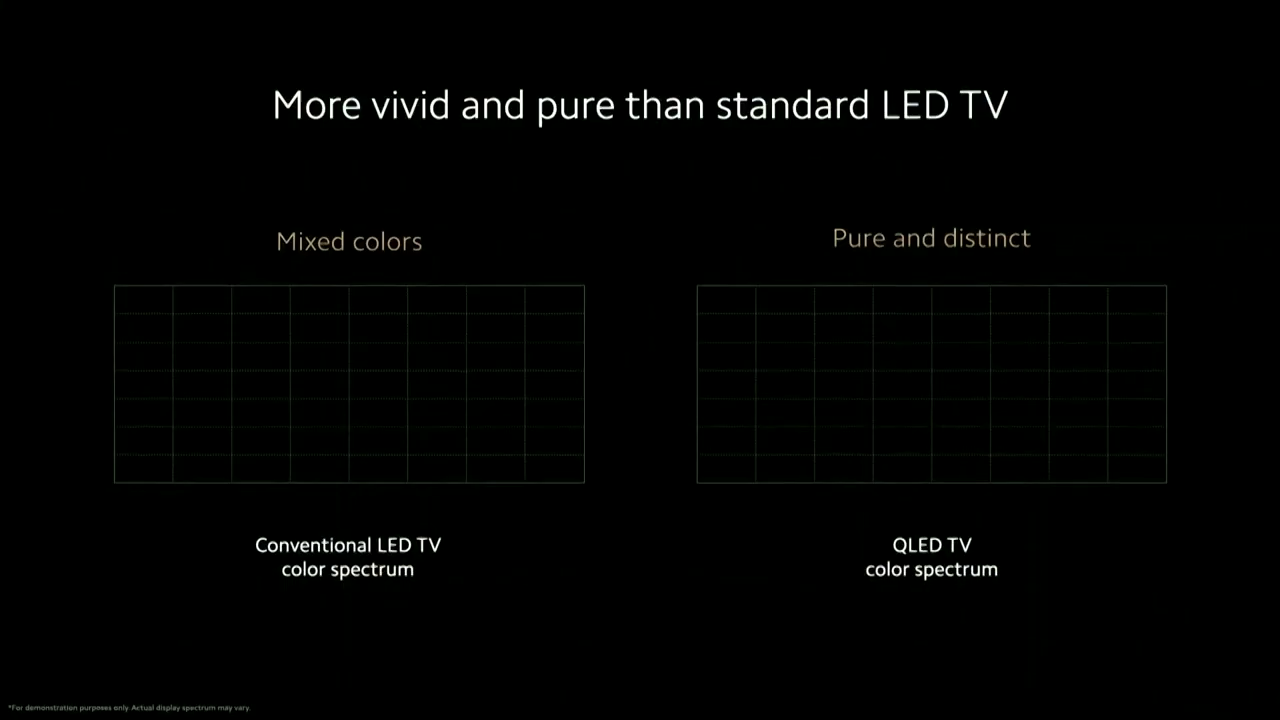 More vivid and pure than standard LED TV
Mixed colors
Pure and distinct
Conventional LED TV
color spectrum
QLED TV
color spectrum
*For demonstration purposes only. Actual display spectrum may vary.